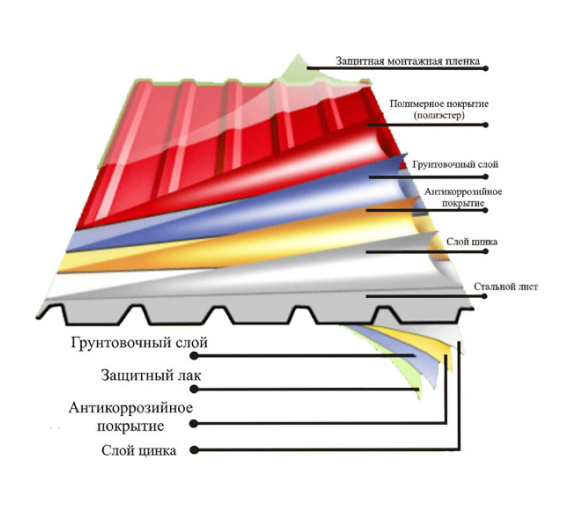 Защитная монтажная пленка
Полимерное покрытие
(полиэстер)
Грунтовочный слой
Антикоррозийное
покрытие
Слой цинка
Стальной лист
Грунтовочный слой
Защитный лак
Антикоррозийное
покрытие
Слой цинка